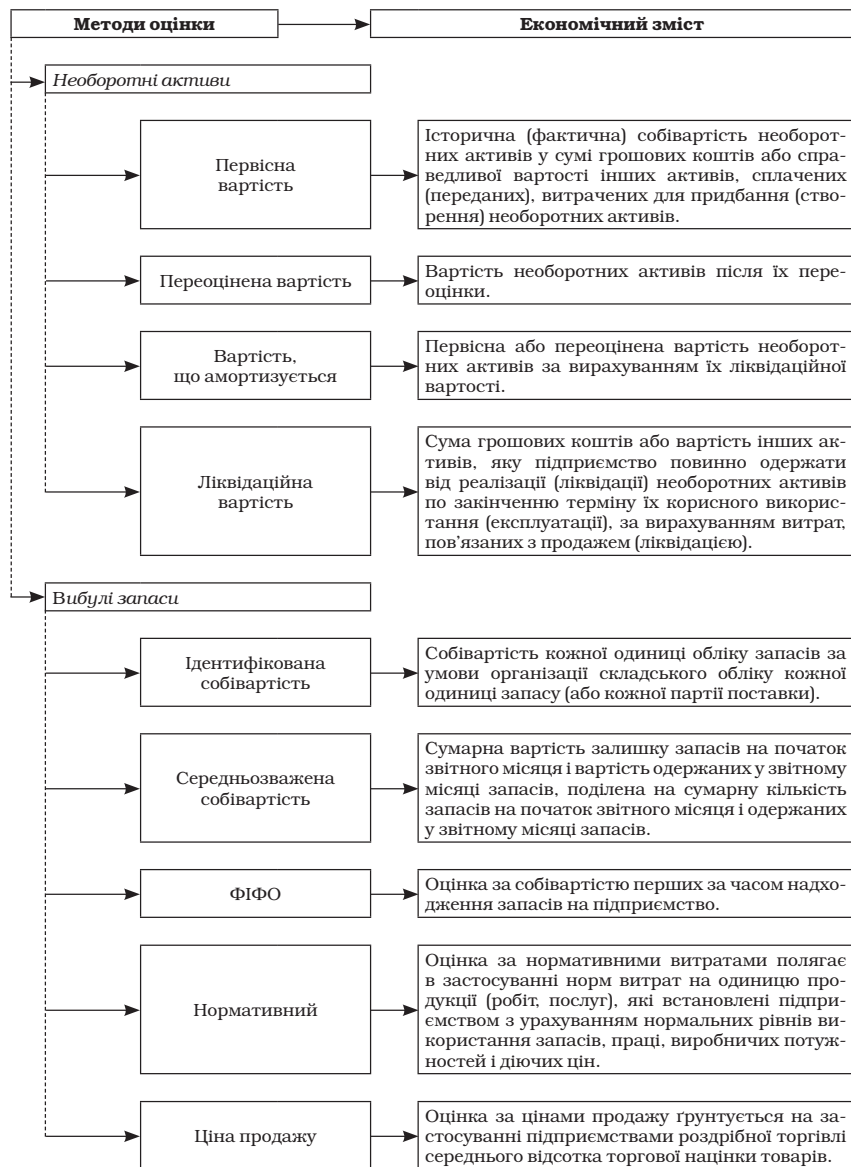 Методи оцінки
Економічний зміст
Необоротні активи
Первісна
вартість
Історична (фактична) собівартість необорот-
них активів у сумі грошових коштів або спра-
ведливої вартості інших активів, сплачених
(переданих), витрачених для придбання (ство-
рення) необоротних активів.
Переоцінена вартість
Вартість необоротних активів після їх пере-
оцінки.
Вартість,
що амортизується
Первісна або переоцінена вартість необорот-
них активів за вирахуванням їх ліквідаційної
вартості.
Ліквідаційна
вартість
Сума грошових коштів або вартість інших ак-
тивів, яку підприємство повинно одержати
від реалізації (ліквідації) необоротних активів
по закінченню терміну їх корисного викорис-
тання (експлуатації), за вирахуванням витрат,
пов’язаних з продажем (ліквідацією).
Вибулі запаси
Ідентифікована
собівартість
Собівартість кожної одиниці обліку запасів за
умови організації складського обліку кожної
одиниці запасу (або кожної партії поставки).
Середньозважена
собівартість
Сумарна вартість залишку запасів на початок
звітного місяця і вартість одержаних у звітному
місяці запасів, поділена на сумарну кількість
запасів на початок звітного місяця і одержаних
у звітному місяці запасів.
ФІФО
Оцінка за собівартістю перших за часом надхо-
дження запасів на підприємство.
Нормативний
Оцінка за нормативними витратами полягає
в застосуванні норм витрат на одиницю про-
дукції (робіт, послуг), які встановлені підпри-
ємством з урахуванням нормальних рівнів ви-
користання запасів, праці, виробничих потуж-
ностей і діючих цін.
Ціна продажу
Оцінка за цінами продажу ґрунтується на за-
стосуванні підприємствами роздрібної торгівлі
середнього відсотка торгової націнки товарів.